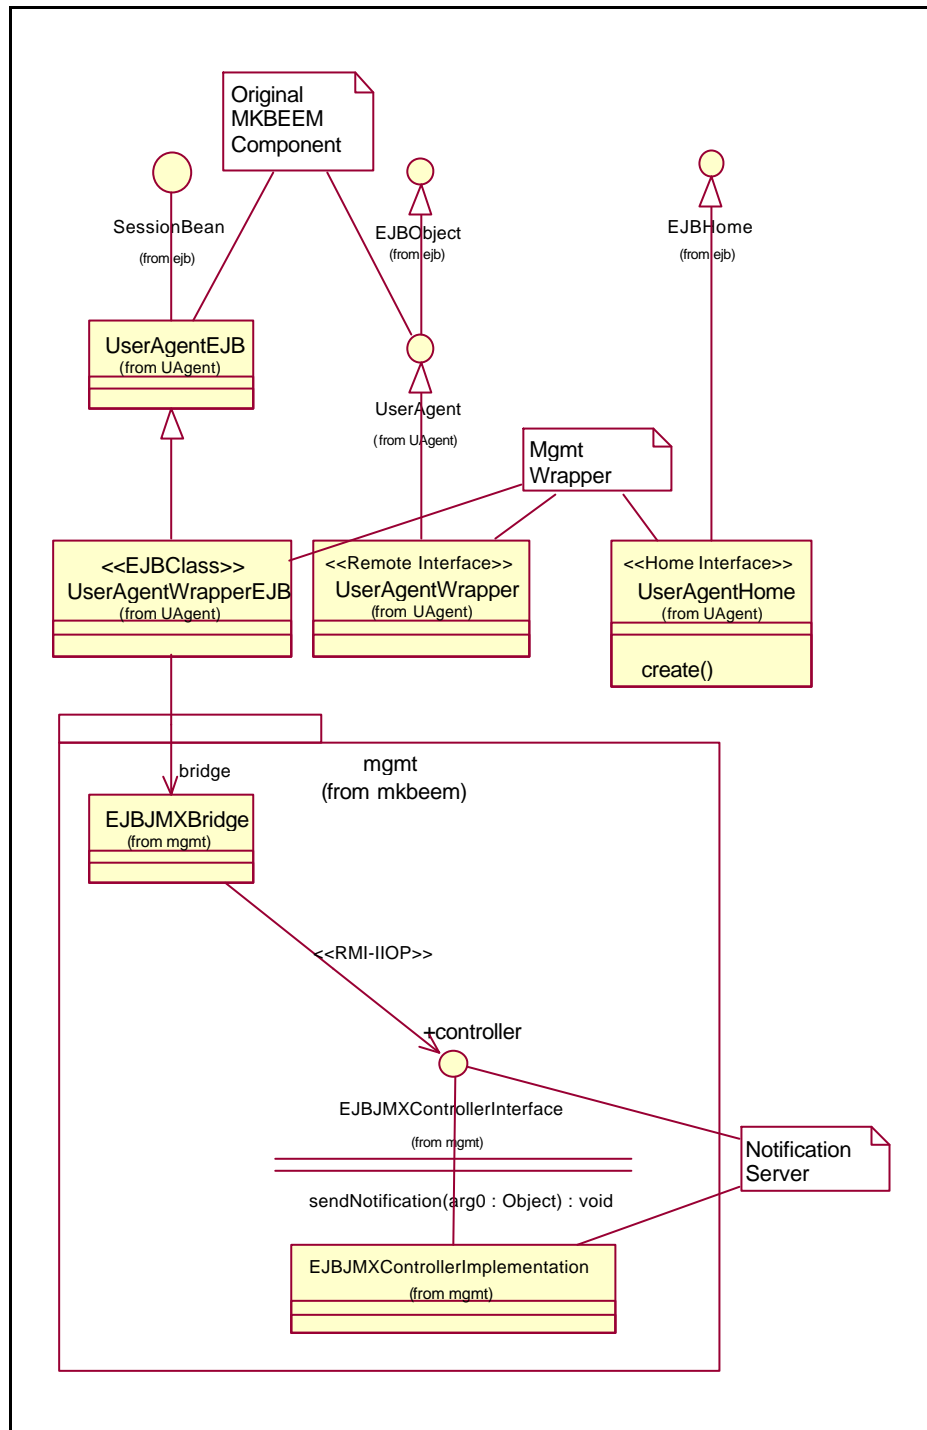 Original
MKBEEM
Component
SessionBean
(from ejb)
EJBObject
(from ejb)
EJBHome
(from ejb)
UserAgentEJB
(from UAgent)
UserAgent
(from UAgent)
Mgmt
Wrapper
<<EJBClass>>
UserAgentWrapperEJB
(from UAgent)
<<Remote Interface>>
UserAgentWrapper
(from UAgent)
<<Home Interface>>
UserAgentHome
(from UAgent)
create()
bridge
mgmt
(from mkbeem)
EJBJMXBridge
(from mgmt)
<<RMI-IIOP>>
+controller
EJBJMXControllerInterface
(from mgmt)
sendNotification(arg0 : Object) : void
Notification
Server
EJBJMXControllerImplementation
(from mgmt)